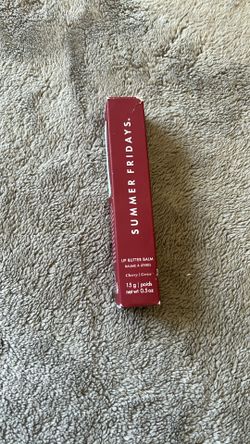 SUMMER FRIDAYS®
LIP BUTTER BALM
BAUME À LÈVRES
Cherry | Cerise
15 g | poids
net wt 0.5 oz